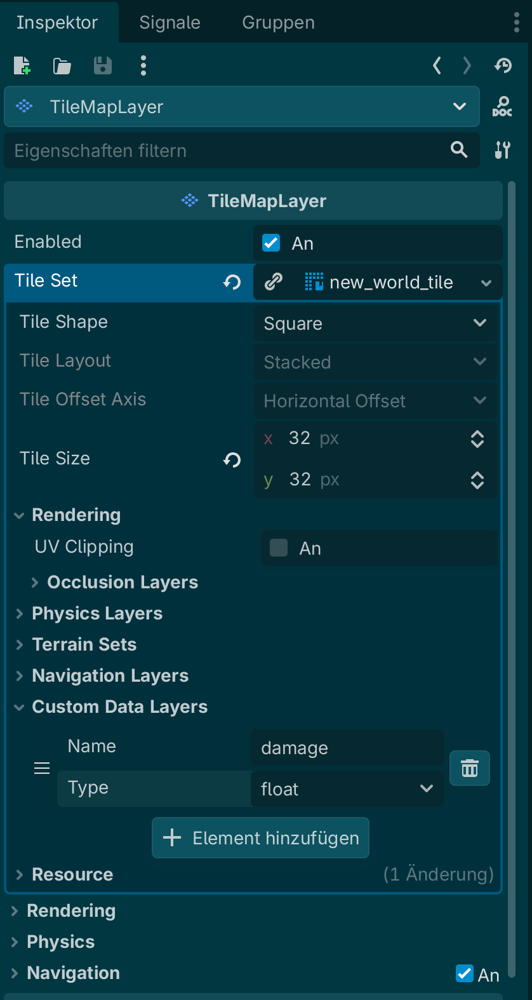 Inspektor Signale Gruppen
TileMapLayer
DOC
Eigenschaften filtern
TileMapLayer
Enabled An
Tile Set new_world_tile
Tile Shape Square
Tile Layout Stacked
Tile Offset Axis Horizontal Offset
x 32 px
Tile Size
y 32 px
Rendering
UV Clipping An
Occlusion Layers
Physics Layers
Terrain Sets
Navigation Layers
Custom Data Layers
Name damage
Type float
Element hinzufügen
Resource (1 Änderung)
Rendering
Physics
Navigation An